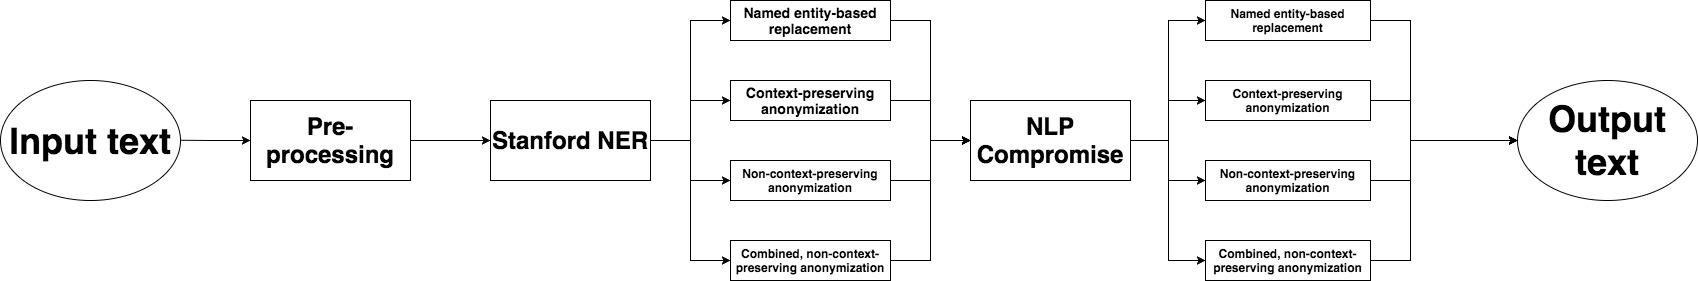 Input text
Pre-
processing
Stanford NER
Named entity-based
replacement
Context-preserving
anonymization
Non-context-preserving
anonymization
Combined, non-context-
preserving anonymization
NLP
Compromise
Named entity-based
replacement
Context-preserving
anonymization
Non-context-preserving
anonymization
Combined, non-context-
preserving anonymization
Output
text